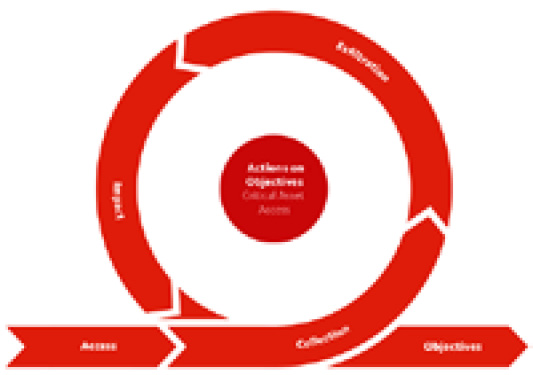 Exfiltration
Impact
Actions on
Objectives
Critical Asset
Access
Collection
Access
Objectives